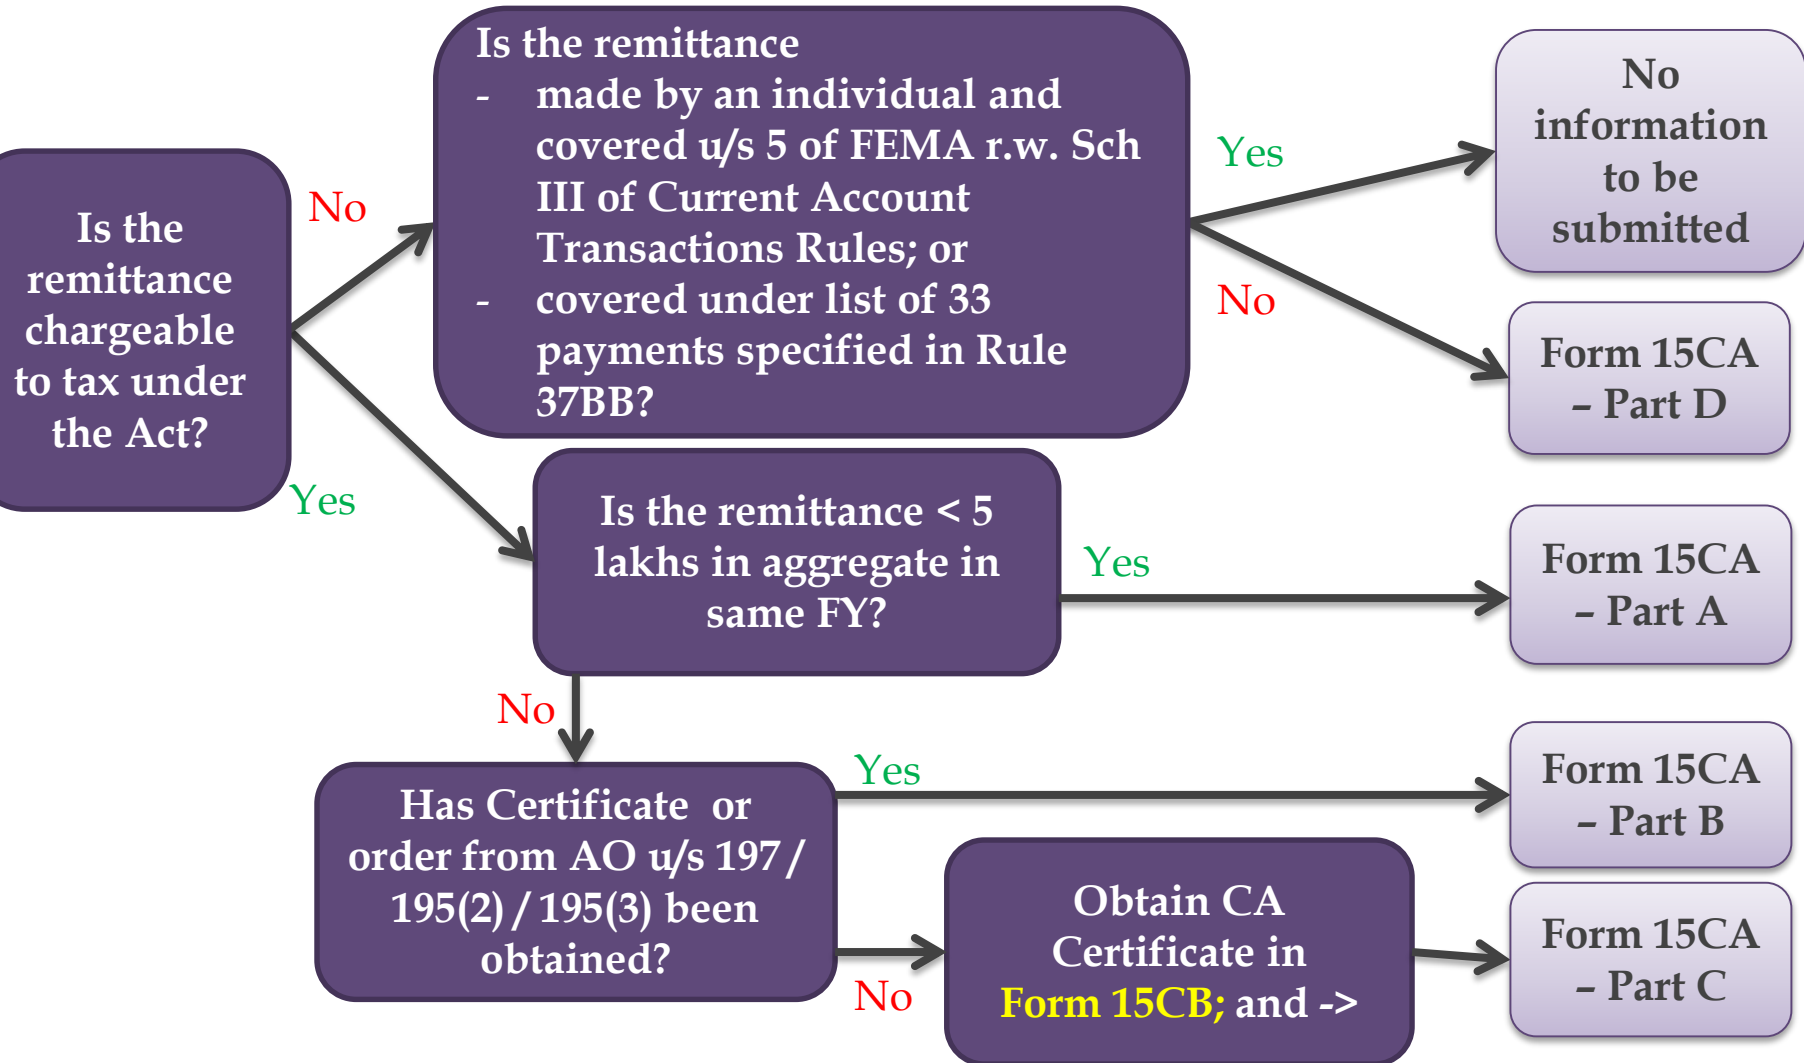 Is the
remittance
chargeable
to tax under
the Act?
No
Yes
Is the remittance
- made by an individual and
covered u/s 5 of FEMA r.w. Sch
III of Current Account
Transactions Rules; or
- covered under list of 33
payments specified in Rule
37BB?
Yes
No
No
information
to be
submitted
Form 15CA
– Part D
Is the remittance < 5
lakhs in aggregate in
same FY?
Yes
Form 15CA
– Part A
No
Has Certificate or
order from AO u/s 197/
195(2)/195(3) been
obtained?
Yes
Form 15CA
– Part B
No
Obtain CA
Certificate in
Form 15CB; and ->
Form 15CA
– Part C